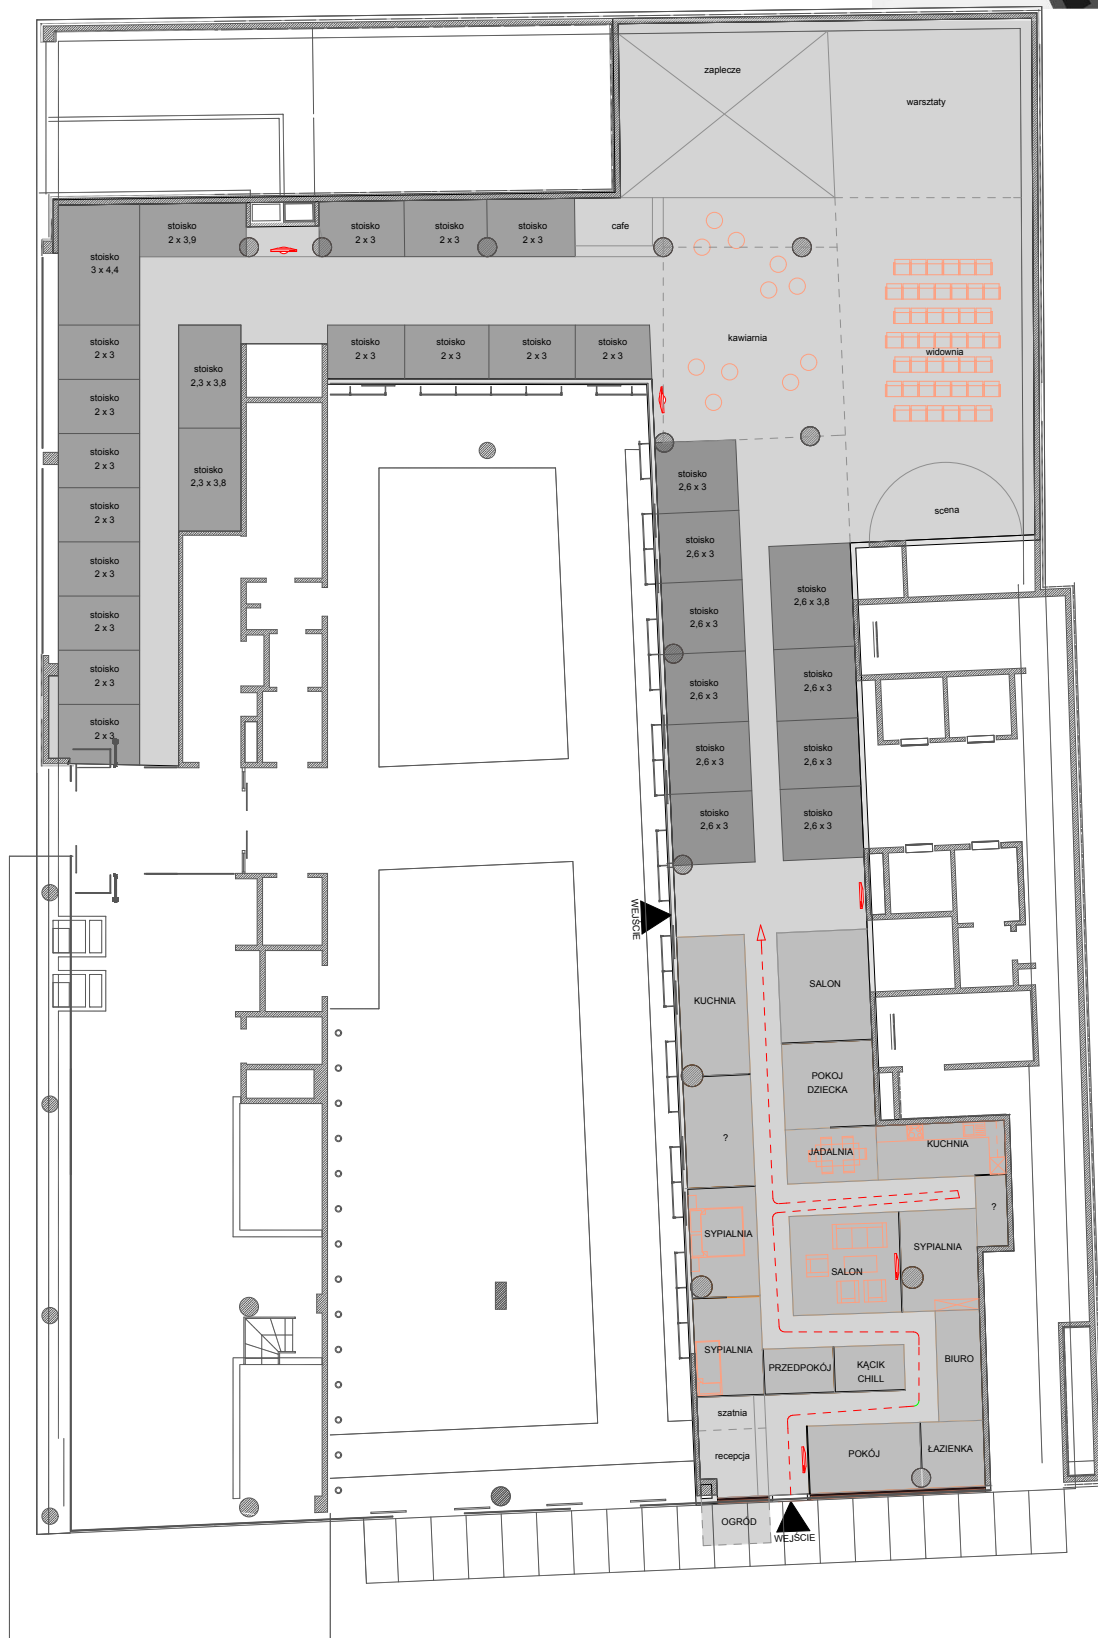 zaplecze
warsztaty
stoisko
2 x 3,9
stoisko
2 x 3
stoisko
2 x 3
stoisko
2 x 3
cafe
stoisko
3 x 4,4
stoisko
2 x 3
stoisko
2,3 x 3,8
stoisko
2 x 3
stoisko
2 x 3
stoisko
2 x 3
stoisko
2 x 3
kawiarnia
widownia
stoisko
2 x 3
stoisko
2 x 3
stoisko
2,3 x 3,8
stoisko
2 x 3
stoisko
2 x 3
stoisko
2 x 3
stoisko
2 x 3
stoisko
2 x 3
stoisko
2,6 x 3
scena
stoisko
2,6 x 3
stoisko
2,6 x 3,8
stoisko
2,6 x 3
stoisko
2,6 x 3
stoisko
2,6 x 3
stoisko
2,6 x 3
stoisko
2,6 x 3
stoisko
2,6 x 3
stoisko
2,6 x 3
WEJŚCIE
KUCHNIA
SALON
POKOJ
DZIECKA
?
JADALNIA
KUCHNIA
?
SYPIALNIA
SYPIALNIA
SALON
SYPIALNIA
PRZEDPOKÓJ
KĄCIK
CHILL
BIURO
szatnia
recepcja
POKÓJ
ŁAZIENKA
OGRÓD
WEJŚCIE